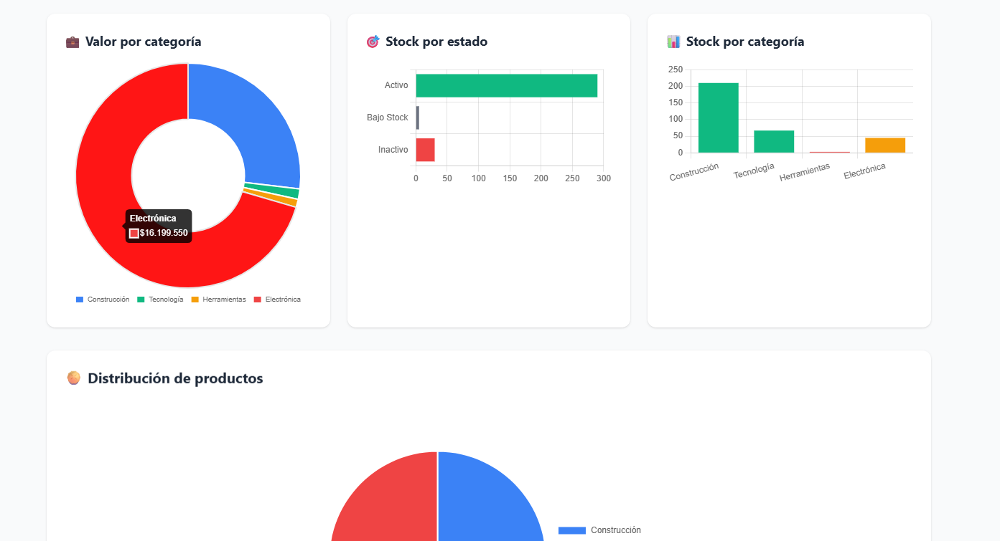 Valor por categoría
Electrónica
$16.199.550
Construcción Tecnología Herramientas Electrónica
Stock por estado
Activo
Bajo Stock
Inactivo
0 50 100 150 200 250 300
Stock por categoría
250
200
150
100
50
0
Construcción Tecnología Herramientas Electrónica
Distribución de productos
Construcción